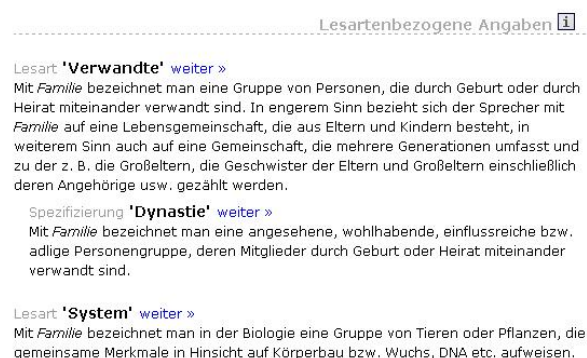 Lesartenbezogene Angaben i
Lesart 'Verwandte' weiter »
Mit Familie bezeichnet man eine Gruppe von Personen, die durch Geburt oder durch
Heirat miteinander verwandt sind. In engerem Sinn bezieht sich der Sprecher mit
Familie auf eine Lebensgemeinschaft, die aus Eltern und Kindern besteht, in
weiterem Sinn auch auf eine Gemeinschaft, die mehrere Generationen umfasst und
zu der z. B. die Großeltern, die Geschwister der Eltern und Großeltern einschließlich
deren Angehörige usw. gezählt werden.
Spezifizierung 'Dynastie' weiter »
Mit Familie bezeichnet man eine angesehene, wohlhabende, einflussreiche bzw.
adlige Personengruppe, deren Mitglieder durch Geburt oder Heirat miteinander
verwandt sind.
Lesart 'System' weiter »
Mit Familie bezeichnet man in der Biologie eine Gruppe von Tieren oder Pflanzen, die
gemeinsame Merkmale in Hinsicht auf Körperbau bzw. Wuchs, DNA etc. aufweisen.